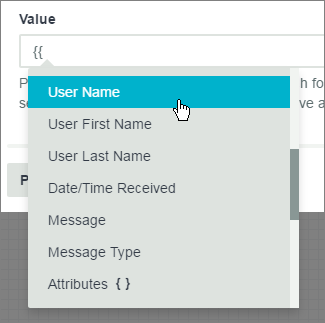 Value
{{
User Name
User First Name
User Last Name
Date/Time Received
Message
Message Type
Attributes { }